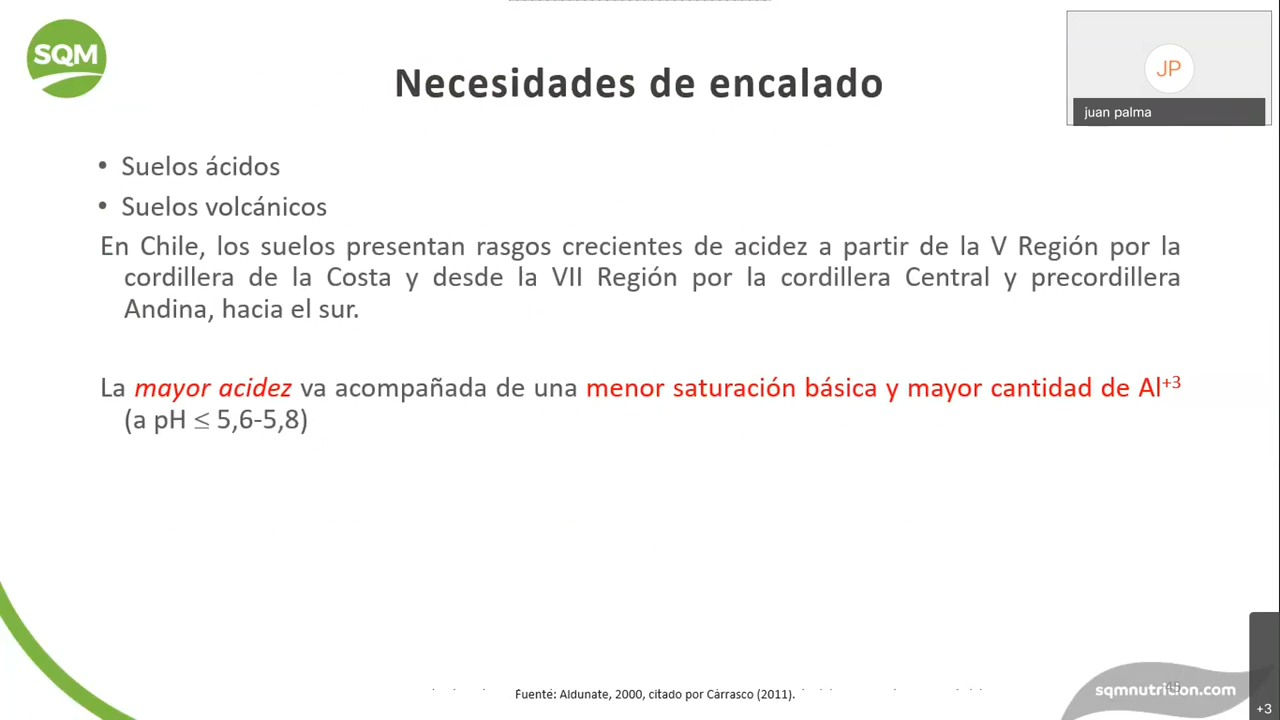 SQM
Necesidades de encalado
JP
juan palma
• Suelos ácidos
• Suelos volcánicos
En Chile, los suelos presentan rasgos crecientes de acidez a partir de la V Región por la
cordillera de la Costa y desde la VII Región por la cordillera Central y precordillera
Andina, hacia el sur.
La mayor acidez va acompañada de una menor saturación básica y mayor cantidad de Al+3
(a pH ≤ 5,6-5,8)
Fuente: Aldunate, 2000, citado por Carrasco (2011).
sqmnutrition.com
+3